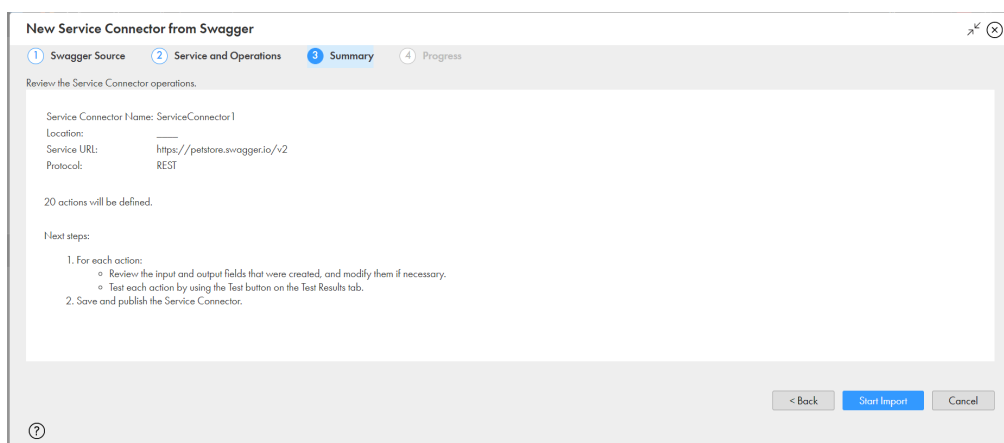 New Service Connector from Swagger
1 Swagger Source 2 Service and Operations 3 Summary 4 Progress
Review the Service Connector operations.
Service Connector Name: ServiceConnector1
Location: ____
Service URL: https://petstore.swagger.io/v2
Protocol: REST
20 actions will be defined.
Next steps:
1. For each action:
Review the input and output fields that were created, and modify them if necessary.
Test each action by using the Test button on the Test Results tab.
2. Save and publish the Service Connector.
< Back Start Import Cancel
?